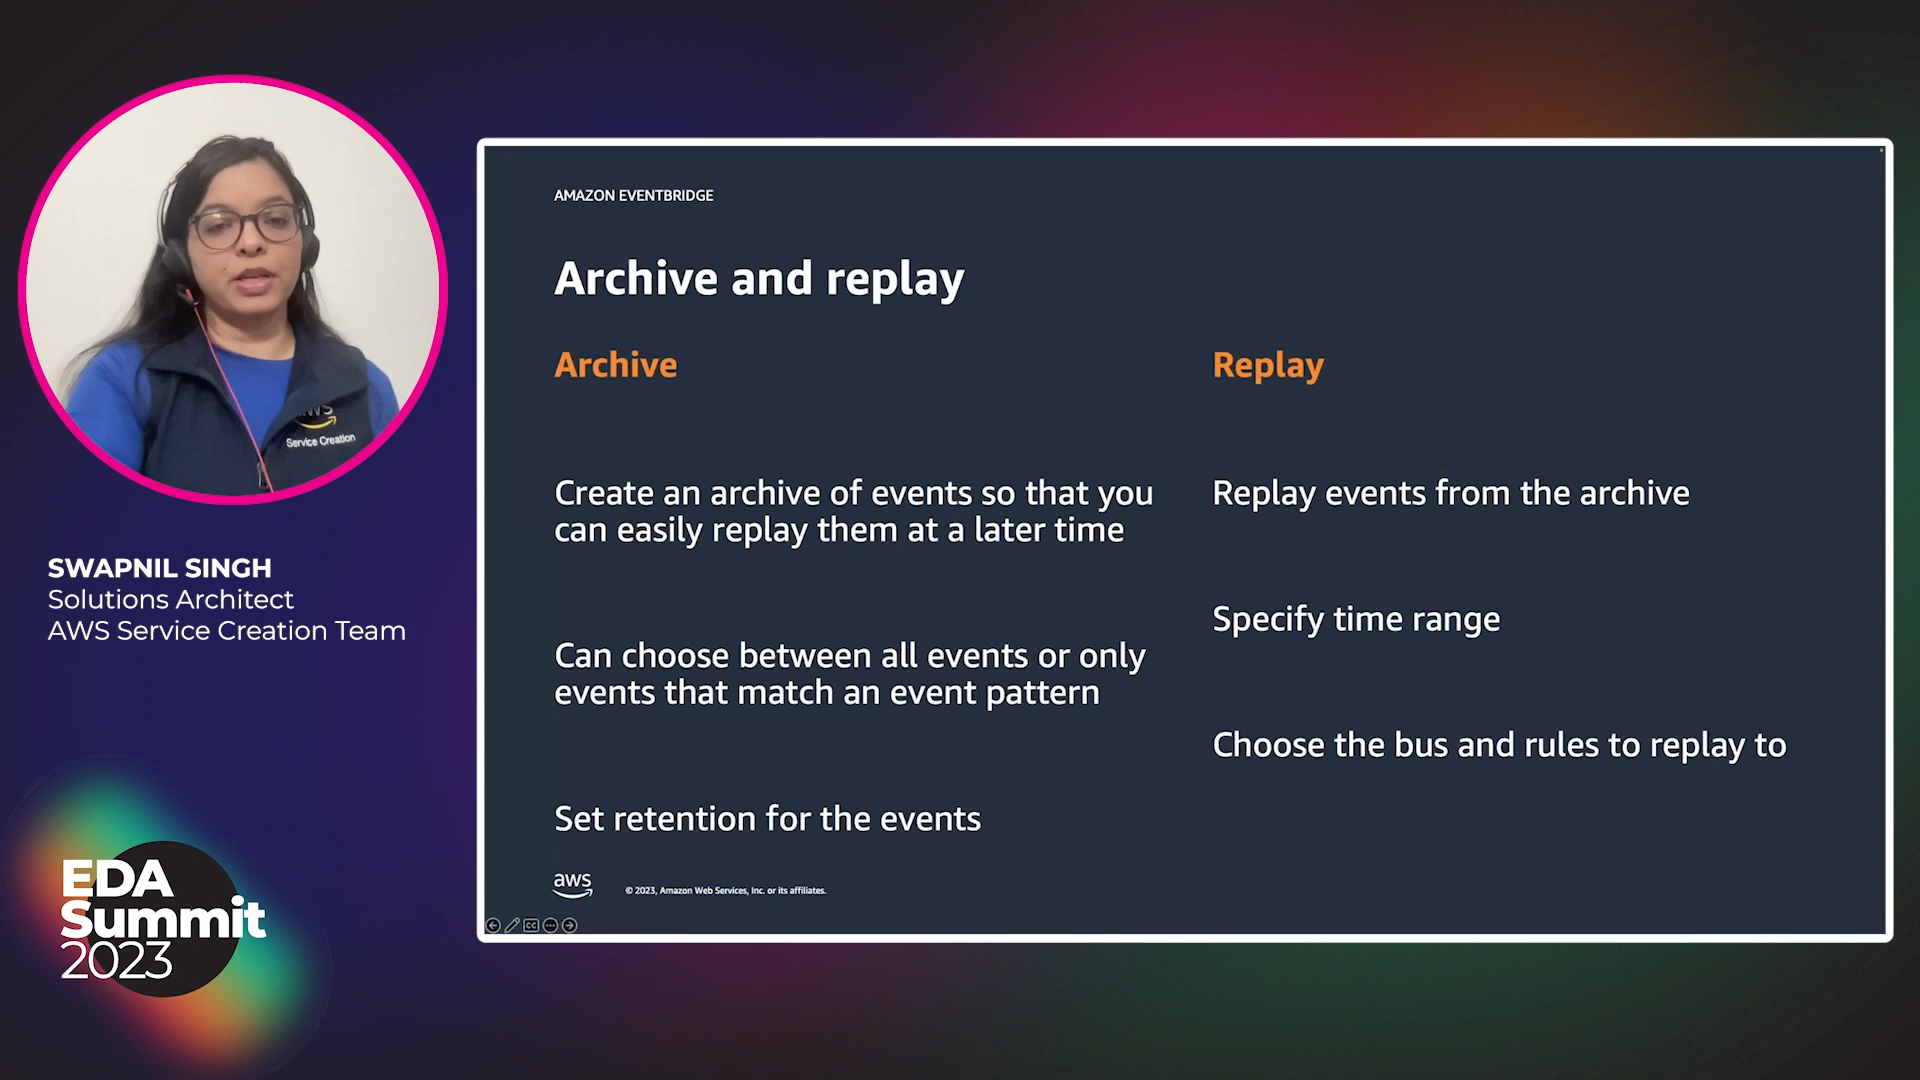 aws
Service Creation
SWAPNIL SINGH
Solutions Architect
AWS Service Creation Team
EDA
Summit
2023
AMAZON EVENTBRIDGE
Archive and replay
Archive
Create an archive of events so that you
can easily replay them at a later time
Can choose between all events or only
events that match an event pattern
Set retention for the events
Replay
Replay events from the archive
Specify time range
Choose the bus and rules to replay to
aws
© 2023, Amazon Web Services, Inc. or its affiliates.
CC